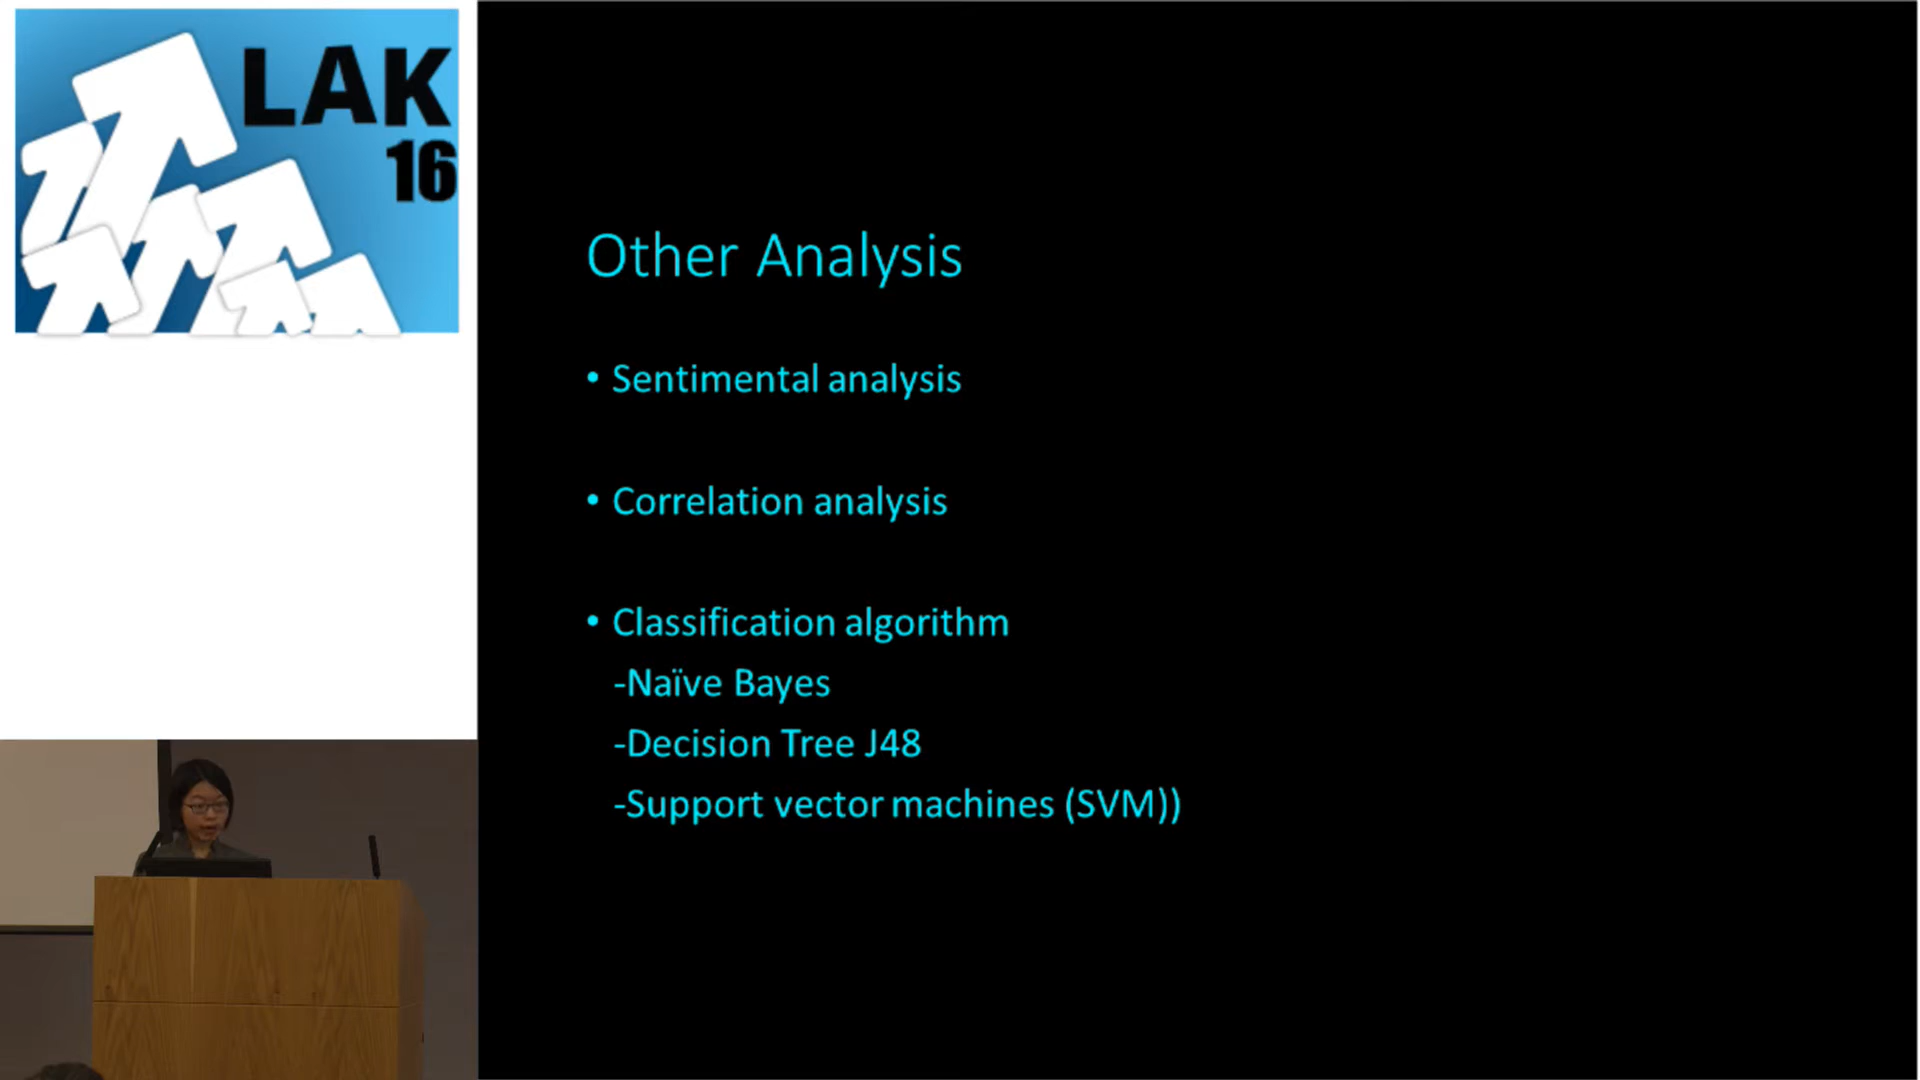 LAK
16
Other Analysis
• Sentimental analysis
• Correlation analysis
• Classification algorithm
-Naïve Bayes
-Decision Tree J48
-Support vector machines (SVM))